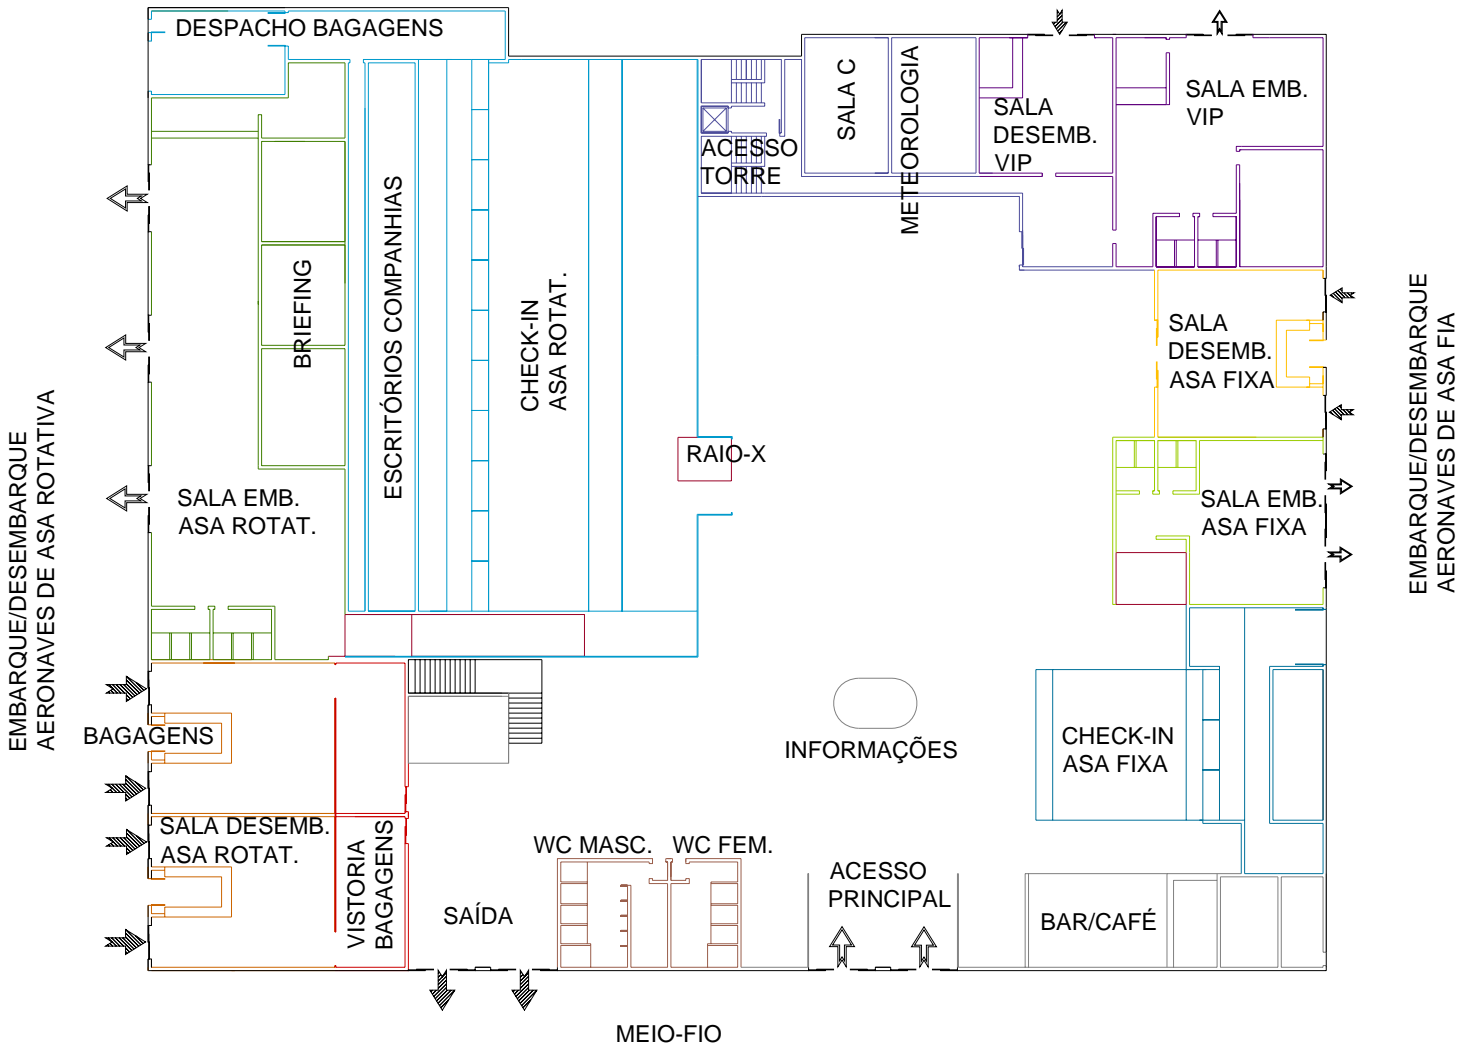 DESPACHO BAGAGENS
SALA C
METEOROLOGIA
SALA
DESEMB.
VIP
SALA EMB.
VIP
ACESSO
TORRE
BRIEFING
ESCRITÓRIOS COMPANHIAS
CHECK-IN
ASA ROTAT.
SALA
DESEMB.
ASA FIXA
RAIO-X
SALA EMB.
ASA ROTAT.
SALA EMB.
ASA FIXA
EMBARQUE/DESEMBARQUE
AERONAVES DE ASA ROTATIVA
EMBARQUE/DESEMBARQUE
AERONAVES DE ASA FIA
BAGAGENS
INFORMAÇÕES
CHECK-IN
ASA FIXA
SALA DESEMB.
ASA ROTAT.
VISTORIA
BAGAGENS
WC MASC.
WC FEM.
ACESSO
PRINCIPAL
SAÍDA
BAR/CAFÉ
MEIO-FIO